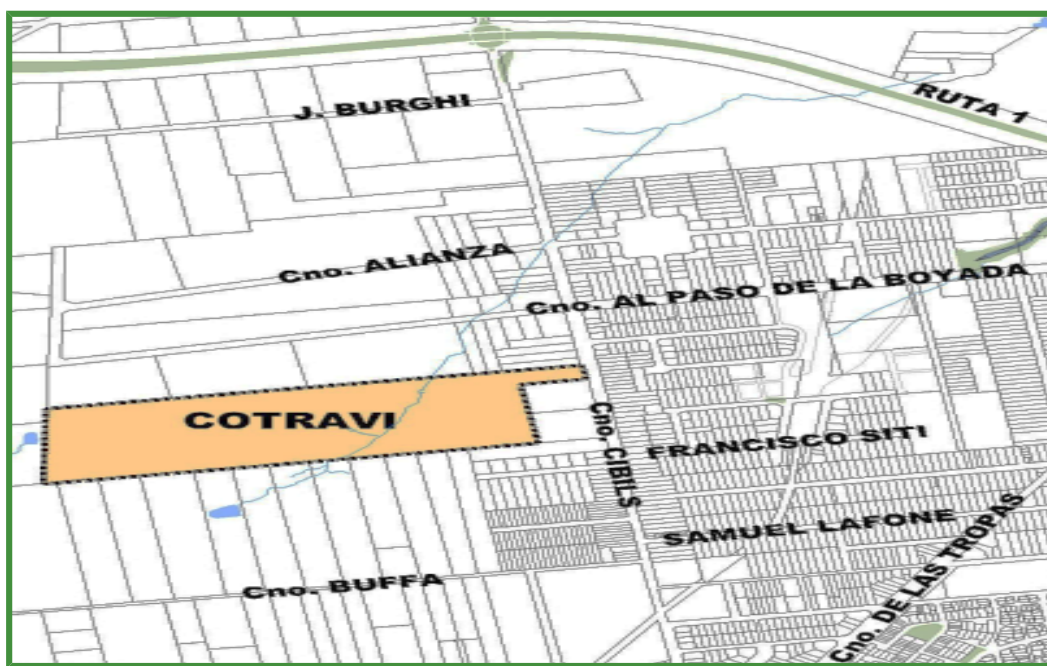 RUTA 1
J. BURGHI
Cno. ALIANZA
Cno. AL PASO DE LA BOYADA
COTRAVI
Cno. CIBILS
FRANCISCO SITI
SAMUEL LAFONE
Cno. BUFFA
Cno. DE LAS TROPAS